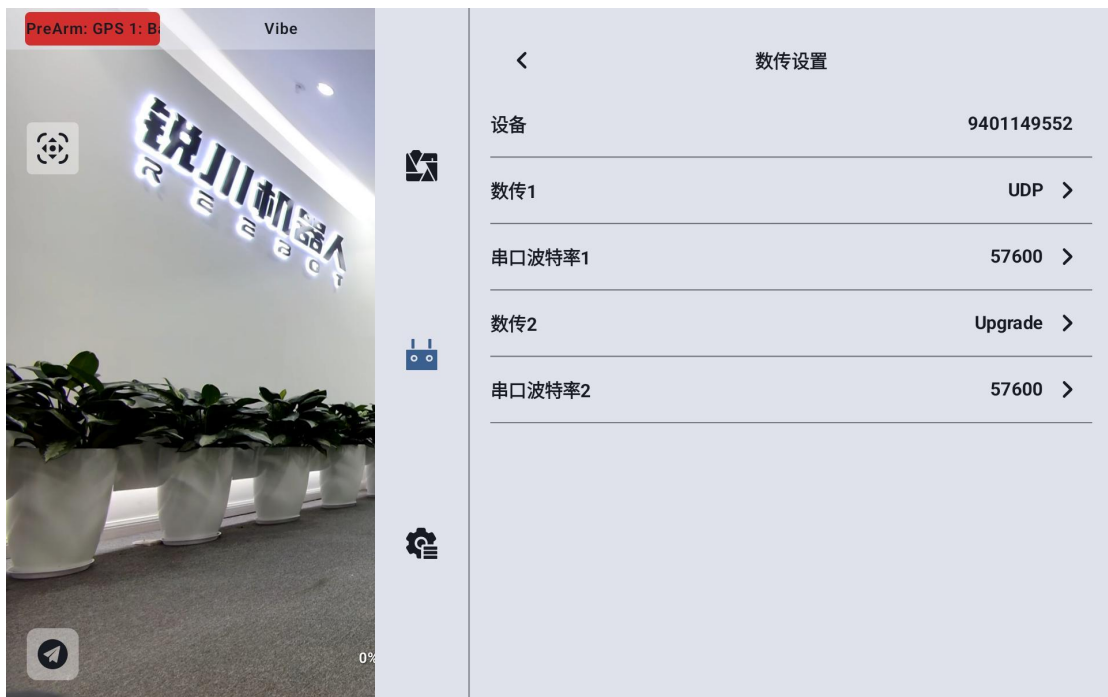 PreArm: GPS 1: Ba
Vibe
锐川机器人
REEBOT
0%
数传设置
设备 9401149552
数传1 UDP
串口波特率1 57600
数传2 Upgrade
串口波特率2 57600